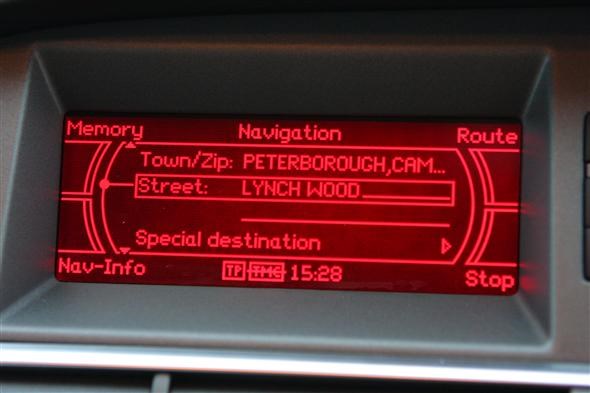 Memory Navigation Route
Town/Zip: PETERBOROUGH,CAM...
Street: LYNCH WOOD
Special destination
Nav-Info TP TMC 15:28 Stop